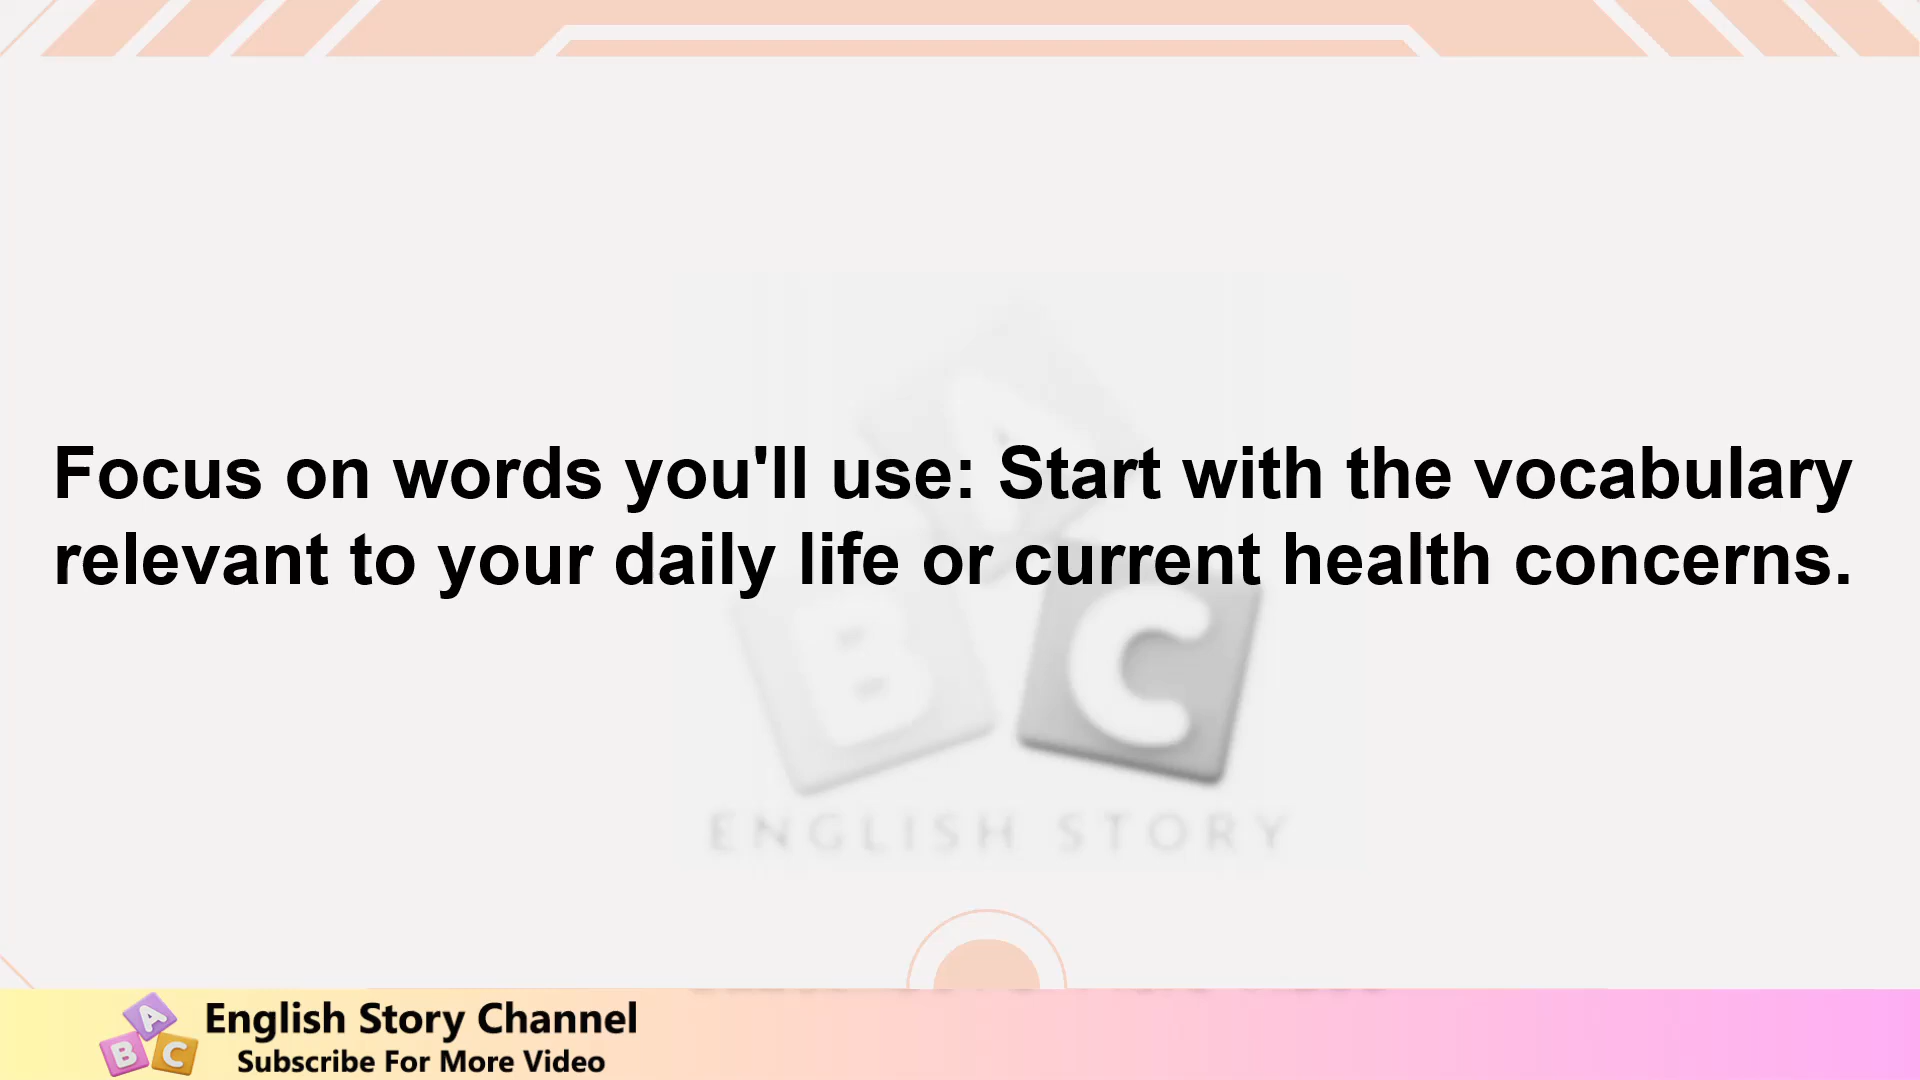 Focus on words you'll use: Start with the vocabulary
relevant to your daily life or current health concerns.
A
B C
ENGLISH STORY
A
B C
English Story Channel
Subscribe For More Video